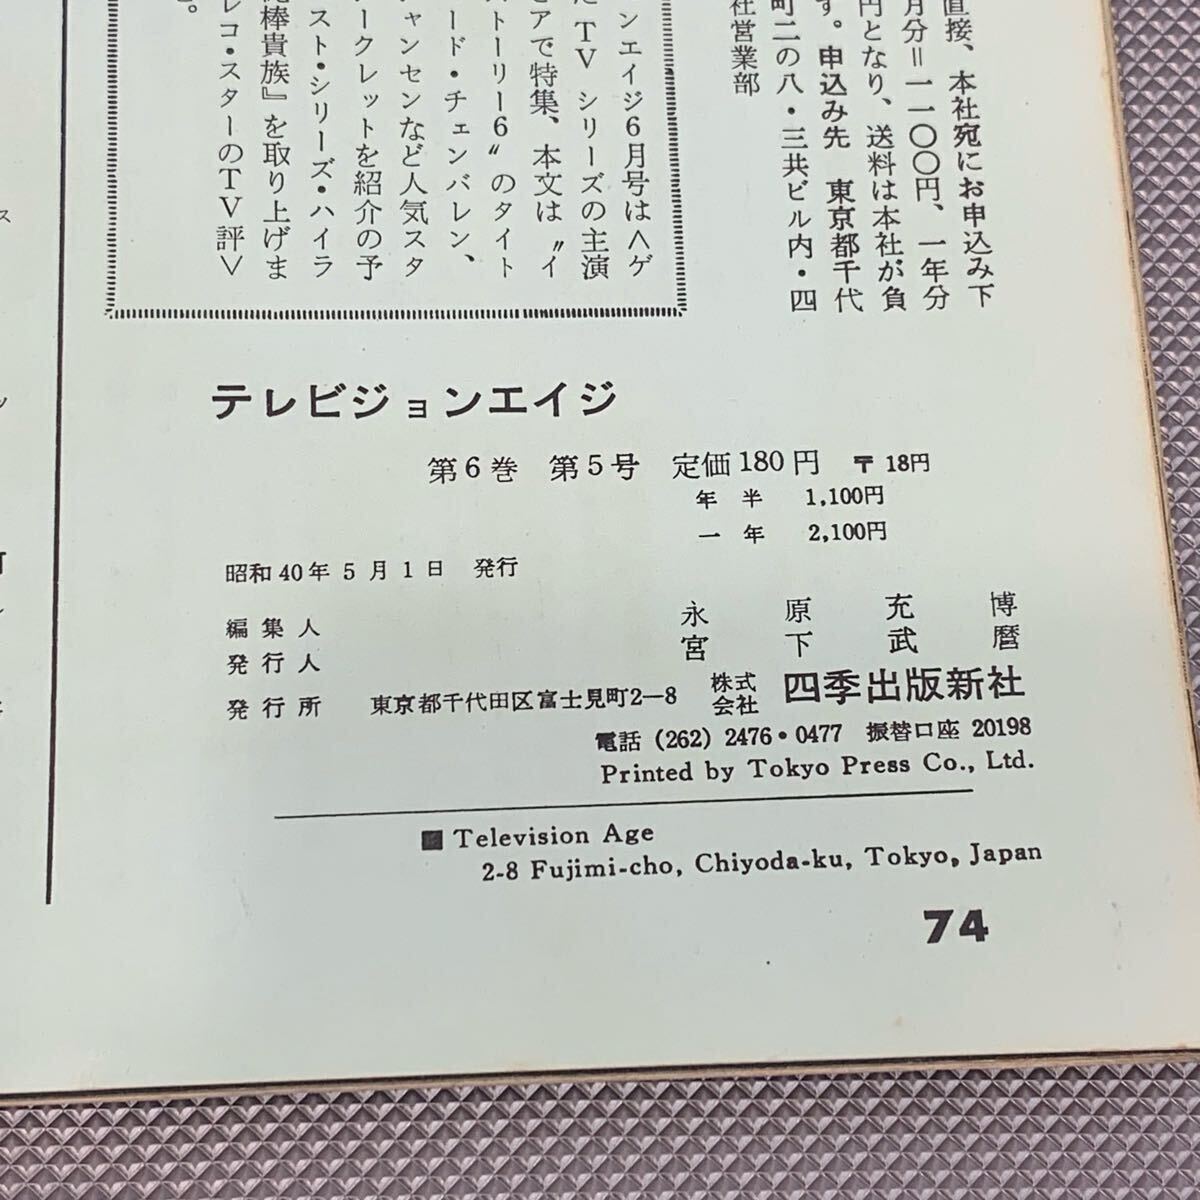 直接、本社宛にお申込み下
月分＝一一〇〇円、一年分
円となり、送料は本社が負
す。申込み先　東京都千代
町二の八・三共ビル内・四
社営業部
ンエイジ6月号は〈ゲ
TV シリーズの主演
アで特集、本文は〝イ
ストーリー6〟のタイト
ード・チェンバレン、
ャンセンなど人気スタ
ークレットを紹介の予
スト・シリーズ・ハイラ
棒貴族』を取り上げま
レコ・スターのTV評〉
。
テレビジョンエイジ
第6巻　第5号　定価180円　〒18円
年半　1,100円
一年　2,100円
昭和40年5月1日　発行
編集人　永原充博
発行人　宮下武麿
発行所　東京都千代田区富士見町2—8　株式会社　四季出版新社
電話 (262) 2476・0477　振替口座 20198
Printed by Tokyo Press Co., Ltd.
■ Television Age
2-8 Fujimi-cho, Chiyoda-ku, Tokyo, Japan
74